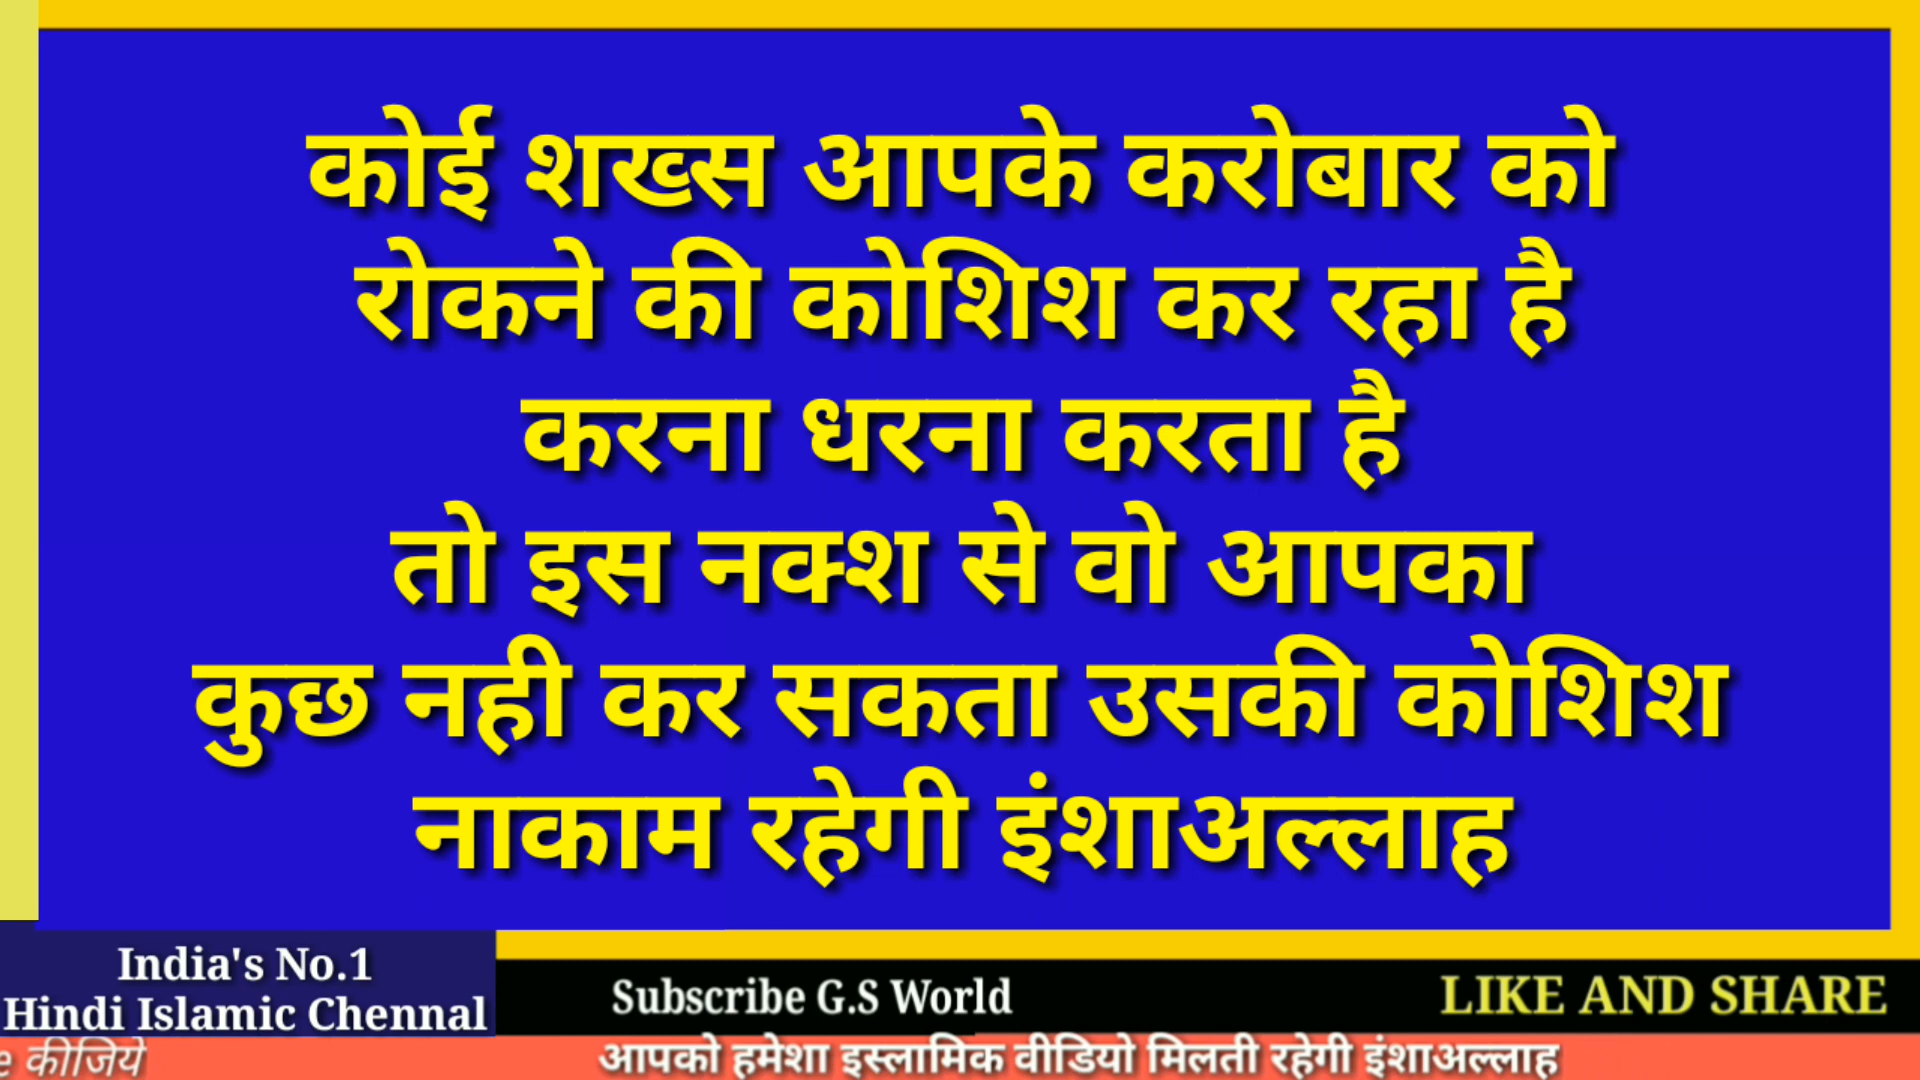 कोई शख्स आपके करोबार को
रोकने की कोशिश कर रहा है
करना धरना करता है
तो इस नक्श से वो आपका
कुछ नही कर सकता उसकी कोशिश
नाकाम रहेगी इंशाअल्लाह
India's No.1
Hindi Islamic Chennal
Subscribe G.S World
LIKE AND SHARE
e कीजिये
आपको हमेशा इस्लामिक वीडियो मिलती रहेगी इंशाअल्लाह